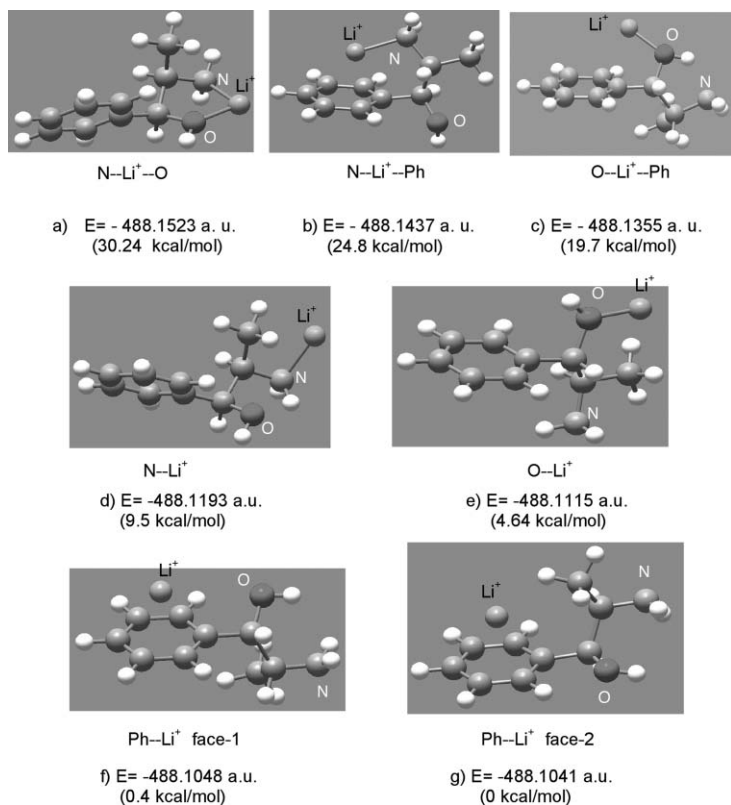 Li⁺
N
Li⁺
O
N--Li⁺--O
a) E= - 488.1523 a. u.
(30.24 kcal/mol)
Li⁺
N
O
N--Li⁺--Ph
b) E= - 488.1437 a. u.
(24.8 kcal/mol)
O
N
O--Li⁺--Ph
c) E= - 488.1355 a. u.
(19.7 kcal/mol)
Li⁺
N
O
N--Li⁺
d) E= -488.1193 a.u.
(9.5 kcal/mol)
Li⁺
O
N
O--Li⁺
e) E= -488.1115 a.u.
(4.64 kcal/mol)
Li⁺
O
N
Ph--Li⁺ face-1
f) E= -488.1048 a.u.
(0.4 kcal/mol)
N
Li⁺
O
Ph--Li⁺ face-2
g) E= -488.1041 a.u.
(0 kcal/mol)